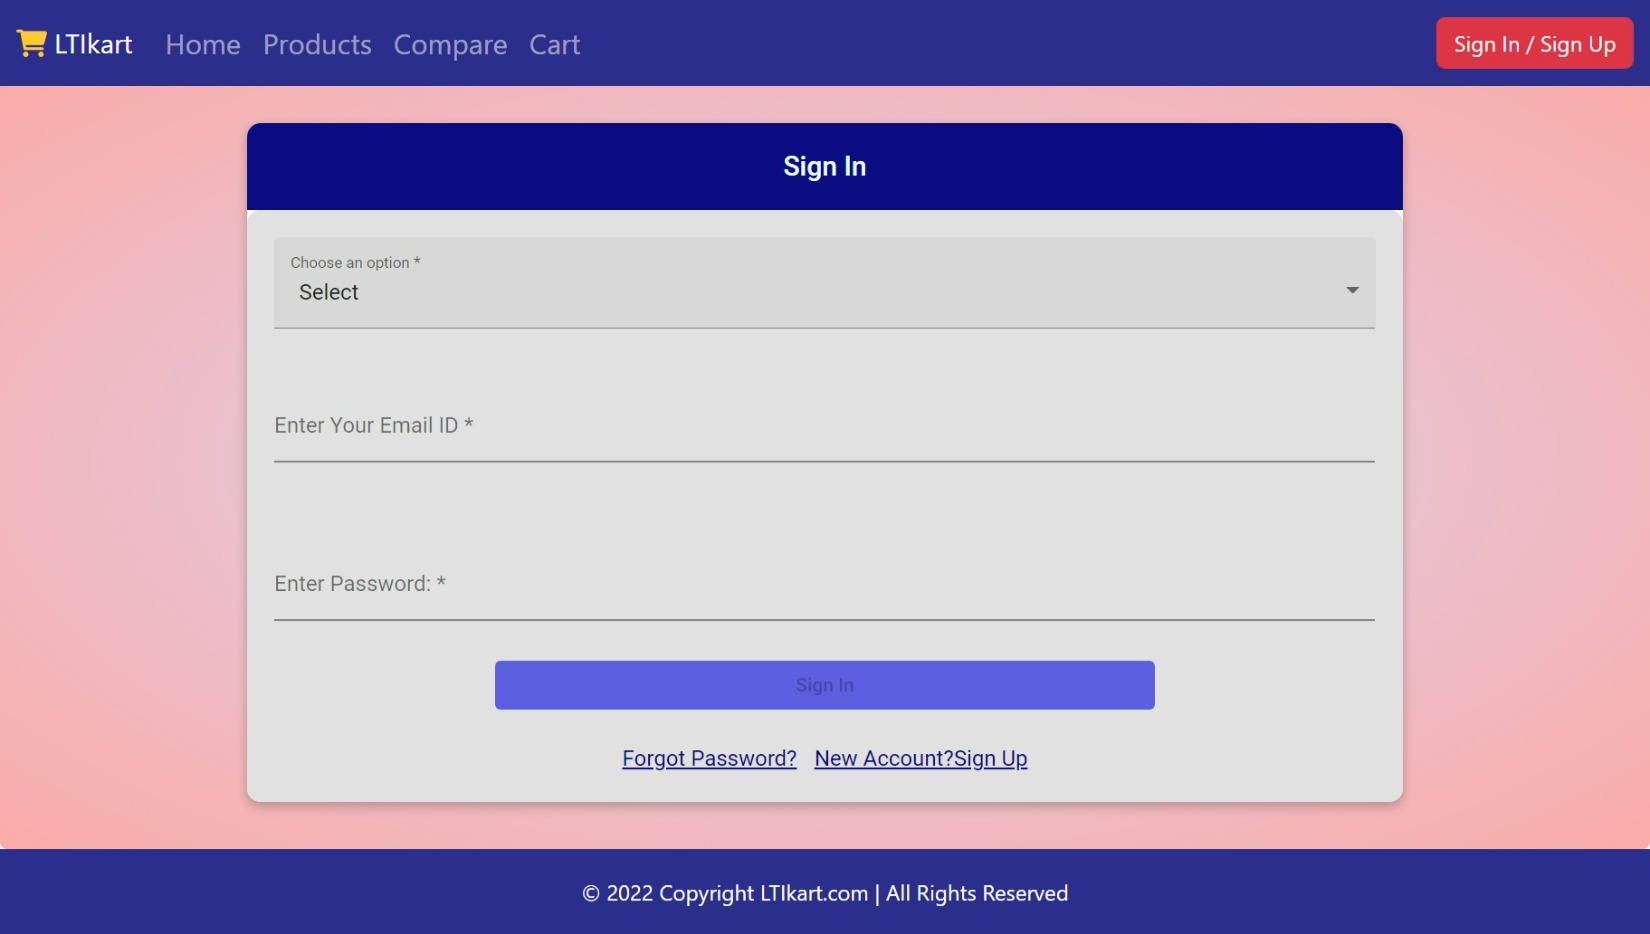 LTIkart Home Products Compare Cart Sign In / Sign Up
Sign In
Choose an option *
Select
Enter Your Email ID *
Enter Password: *
Sign In
Forgot Password? New Account?Sign Up
© 2022 Copyright LTIkart.com | All Rights Reserved